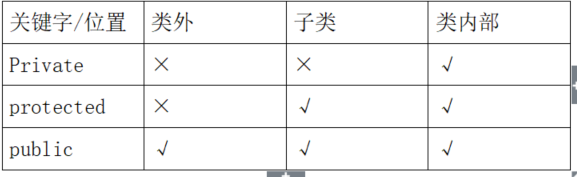 关键字/位置 类外 子类 类内部
Private × × √
protected × √ √
public √ √ √